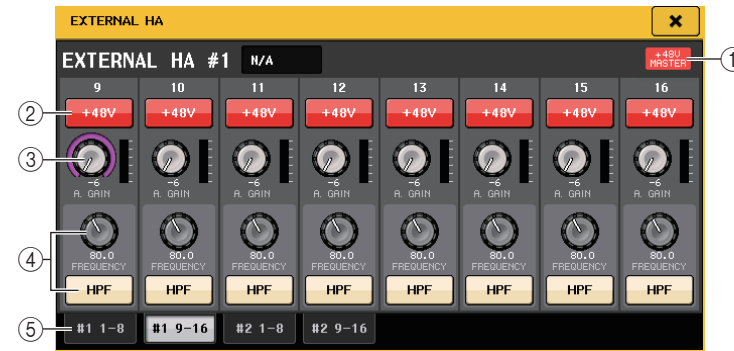 EXTERNAL HA
EXTERNAL HA #1 N/A +48V MASTER 1
9 10 11 12 13 14 15 16
2 +48V +48V +48V +48V +48V +48V +48V +48V
3
-6 -6 -6 -6 -6 -6 -6 -6
A. GAIN A. GAIN A. GAIN A. GAIN A. GAIN A. GAIN A. GAIN A. GAIN
4
80.0 80.0 80.0 80.0 80.0 80.0 80.0 80.0
FREQUENCY FREQUENCY FREQUENCY FREQUENCY FREQUENCY FREQUENCY FREQUENCY FREQUENCY
HPF HPF HPF HPF HPF HPF HPF HPF
5 #1 1-8 #1 9-16 #2 1-8 #2 9-16